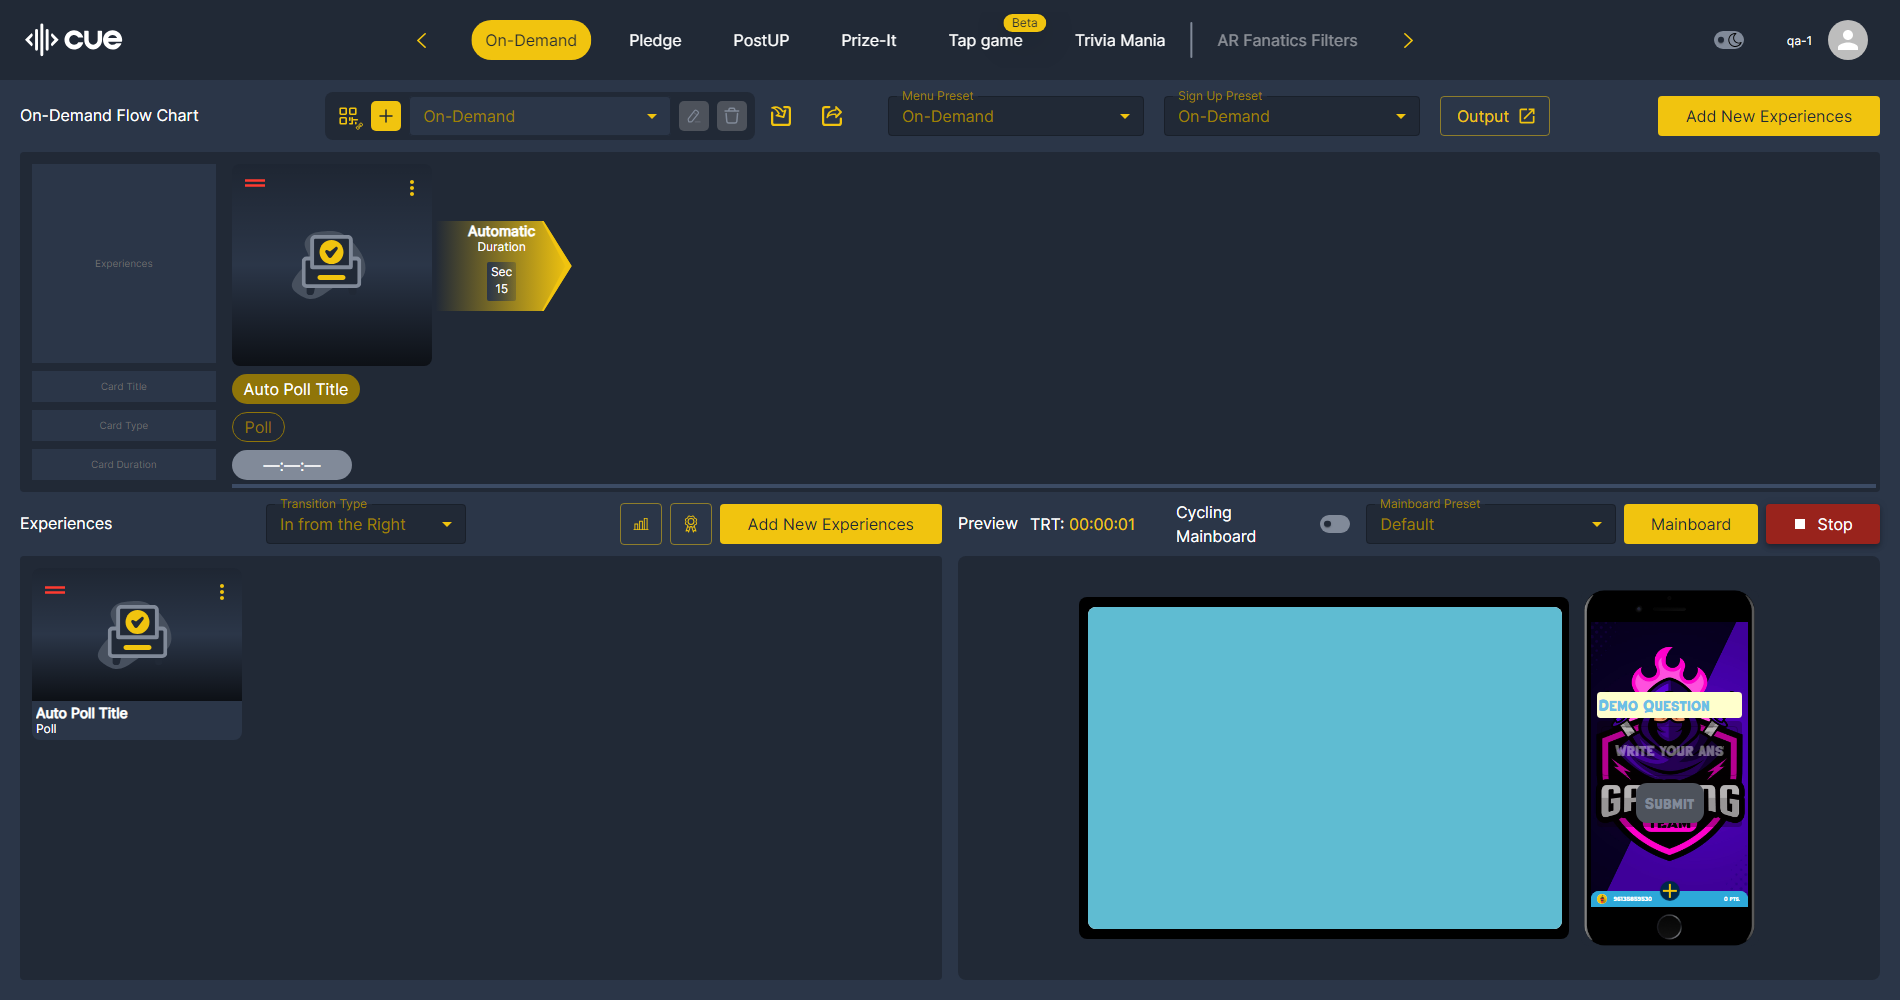 cue
On-Demand
Pledge
PostUP
Prize-It
Beta
Tap game
Trivia Mania
AR Fanatics Filters
qa-1
On-Demand Flow Chart
On-Demand
Menu Preset
On-Demand
Sign Up Preset
On-Demand
Output
Add New Experiences
Experiences
Automatic
Duration
Sec
15
Card Title
Auto Poll Title
Card Type
Poll
Card Duration
—:—:—
Experiences
Transition Type
In from the Right
Add New Experiences
Preview
TRT: 00:00:01
Cycling
Mainboard
Mainboard Preset
Default
Mainboard
Stop
Auto Poll Title
Poll
Demo Question
Write your ans
Submit
TEAM
0 PTS.